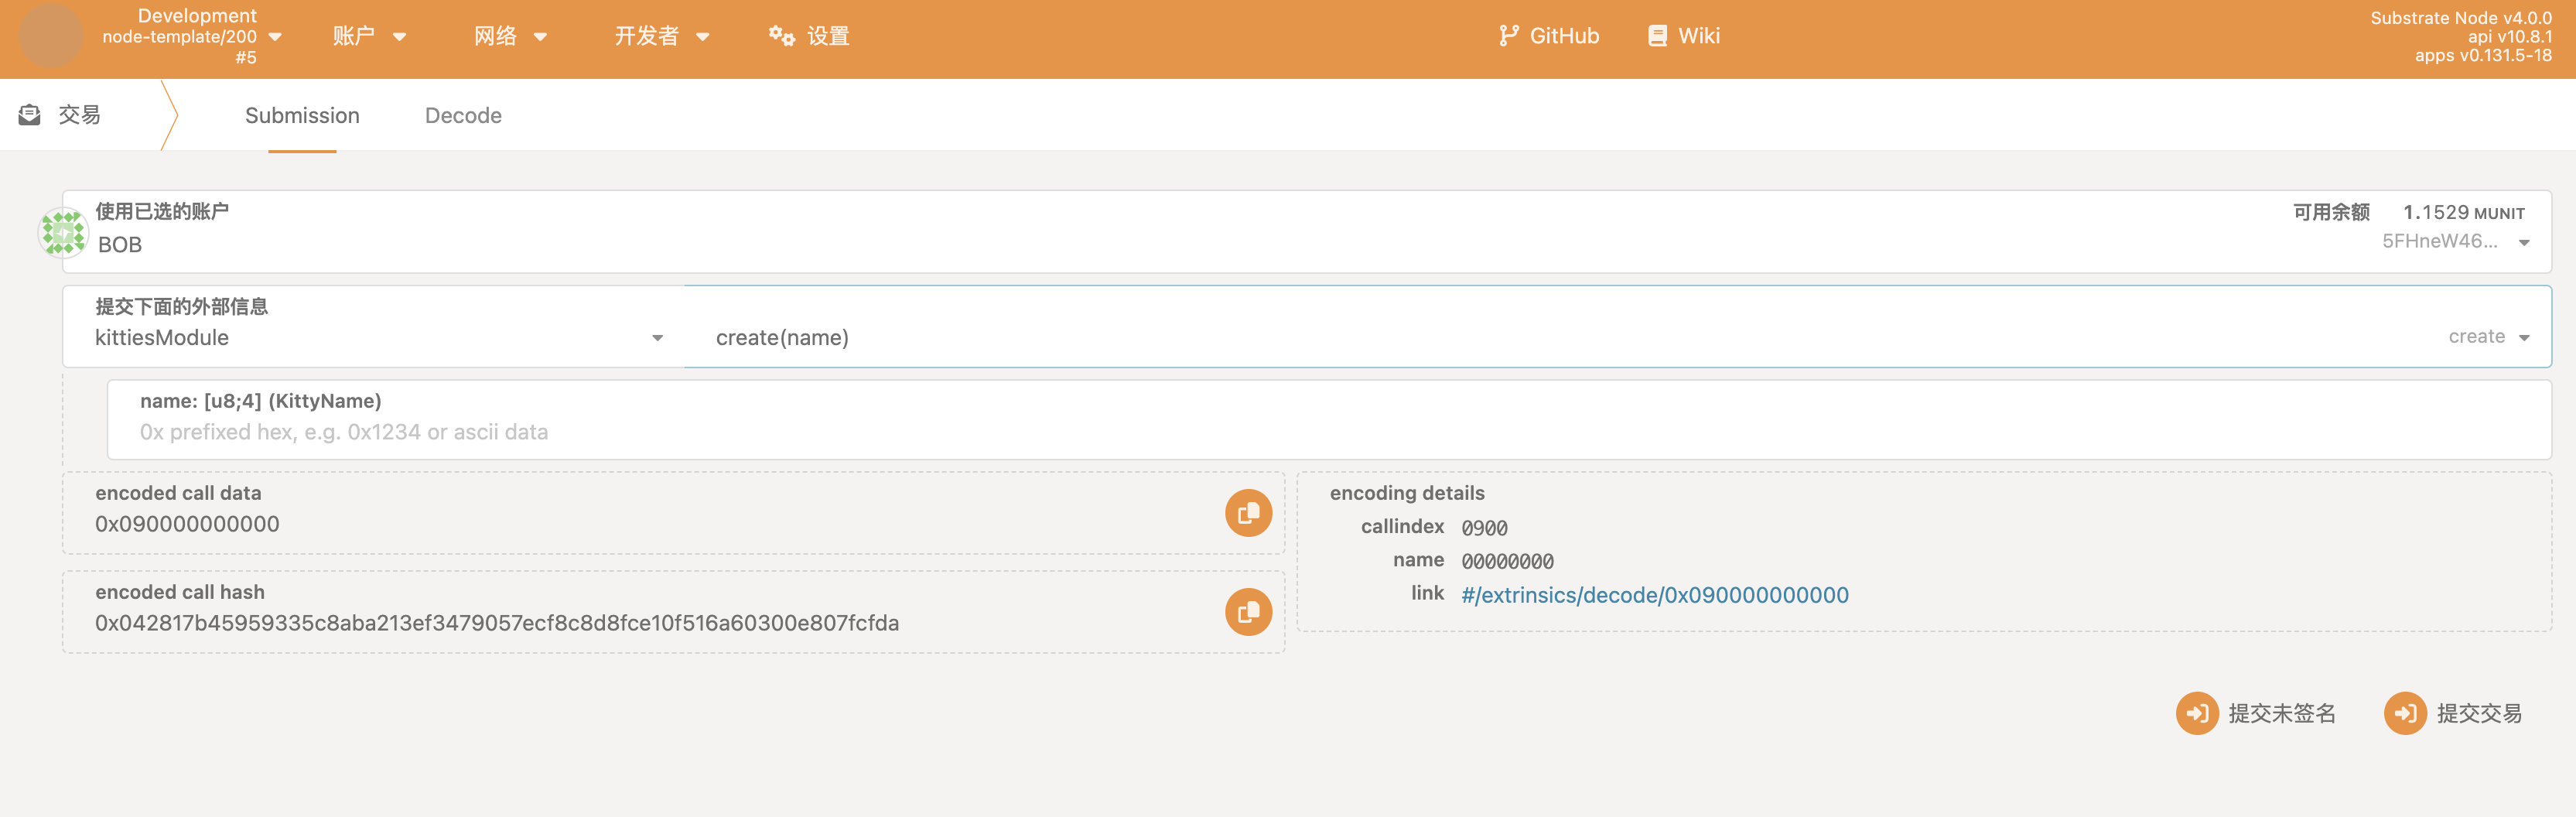 Development
node-template/200
#5
账户
网络
开发者
设置
GitHub
Wiki
Substrate Node v4.0.0
api v10.8.1
apps v0.131.5-18
交易
Submission
Decode
使用已选的账户
BOB
可用余额 1.1529 MUNIT
5FHneW46...
提交下面的外部信息
kittiesModule
create(name)
create
name: [u8;4] (KittyName)
0x prefixed hex, e.g. 0x1234 or ascii data
encoded call data
0x090000000000
encoded call hash
0x042817b45959335c8aba213ef3479057ecf8c8d8fce10f516a60300e807fcfda
encoding details
callindex 0900
name 00000000
link #/extrinsics/decode/0x090000000000
提交未签名
提交交易